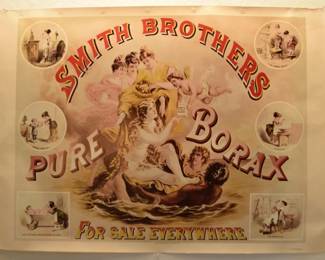 SMITH BROTHERS
PURE BORAX
FOR SALE EVERYWHERE